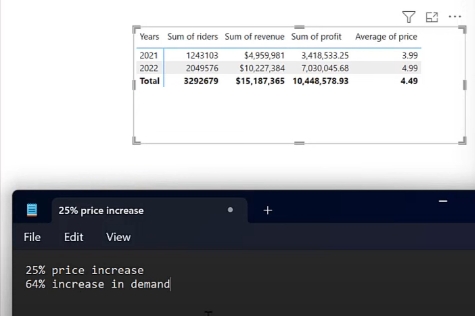 Years Sum of riders Sum of revenue Sum of profit Average of price
2021 1243103 $4,959,981 3,418,533.25 3.99
2022 2049576 $10,227,384 7,030,045.68 4.99
Total 3292679 $15,187,365 10,448,578.93 4.49
25% price increase
File Edit View
25% price increase
64% increase in demand